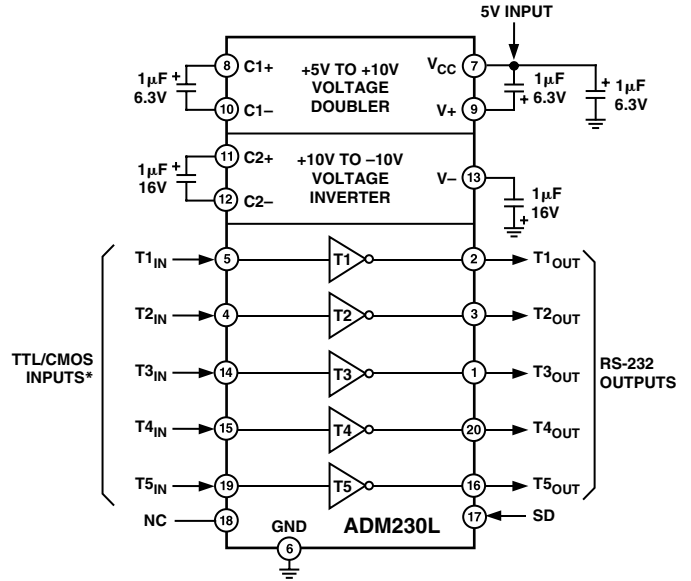 5V INPUT
8 C1+ +5V TO +10V VCC 7
1µF + VOLTAGE 1µF + 1µF
6.3V DOUBLER + 6.3V 6.3V
10 C1– V+ 9
11 C2+ +10V TO –10V
1µF + VOLTAGE V– 13
16V INVERTER 1µF
12 C2– + 16V
T1IN 5 T1 2 T1OUT
T2IN 4 T2 3 T2OUT
TTL/CMOS RS-232
INPUTS* OUTPUTS
T3IN 14 T3 1 T3OUT
T4IN 15 T4 20 T4OUT
T5IN 19 T5 16 T5OUT
NC 18 GND ADM230L 17 SD
6